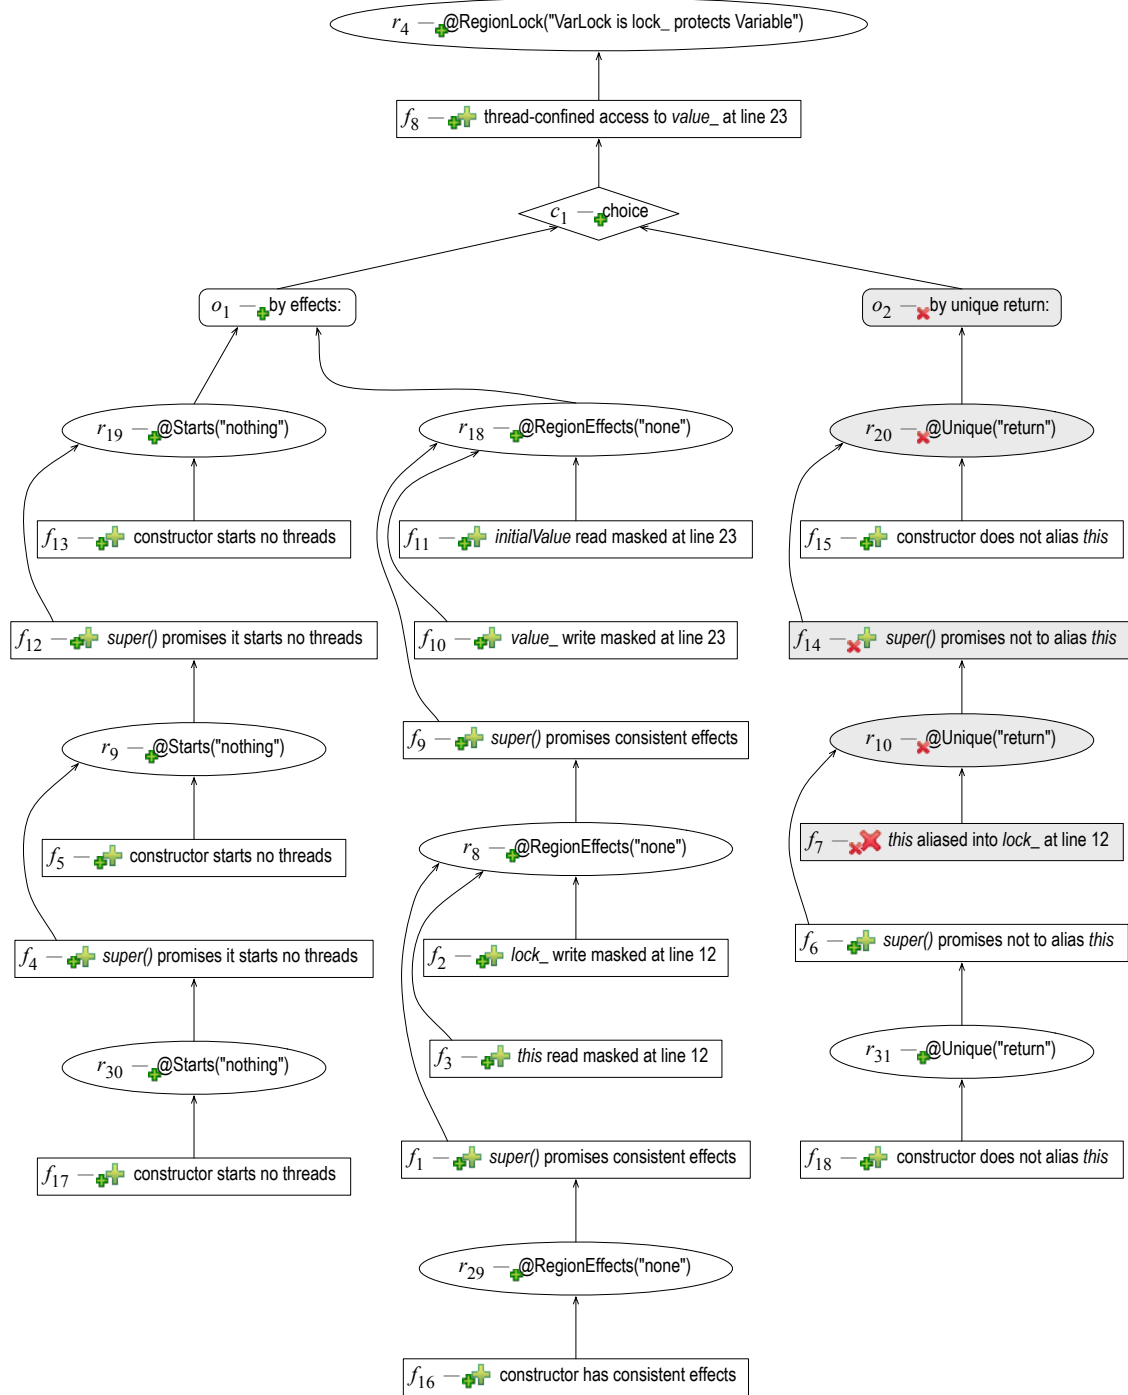 r4 — @RegionLock("VarLock is lock_ protects Variable")
f8 — thread-confined access to value_ at line 23
c1 — choice
o1 — by effects:
o2 — by unique return:
r19 — @Starts("nothing")
r18 — @RegionEffects("none")
r20 — @Unique("return")
f13 — constructor starts no threads
f11 — initialValue read masked at line 23
f15 — constructor does not alias this
f12 — super() promises it starts no threads
f10 — value_ write masked at line 23
f14 — super() promises not to alias this
r9 — @Starts("nothing")
f9 — super() promises consistent effects
r10 — @Unique("return")
f5 — constructor starts no threads
r8 — @RegionEffects("none")
f7 — this aliased into lock_ at line 12
f4 — super() promises it starts no threads
f2 — lock_ write masked at line 12
f6 — super() promises not to alias this
r30 — @Starts("nothing")
f3 — this read masked at line 12
r31 — @Unique("return")
f17 — constructor starts no threads
f1 — super() promises consistent effects
f18 — constructor does not alias this
r29 — @RegionEffects("none")
f16 — constructor has consistent effects